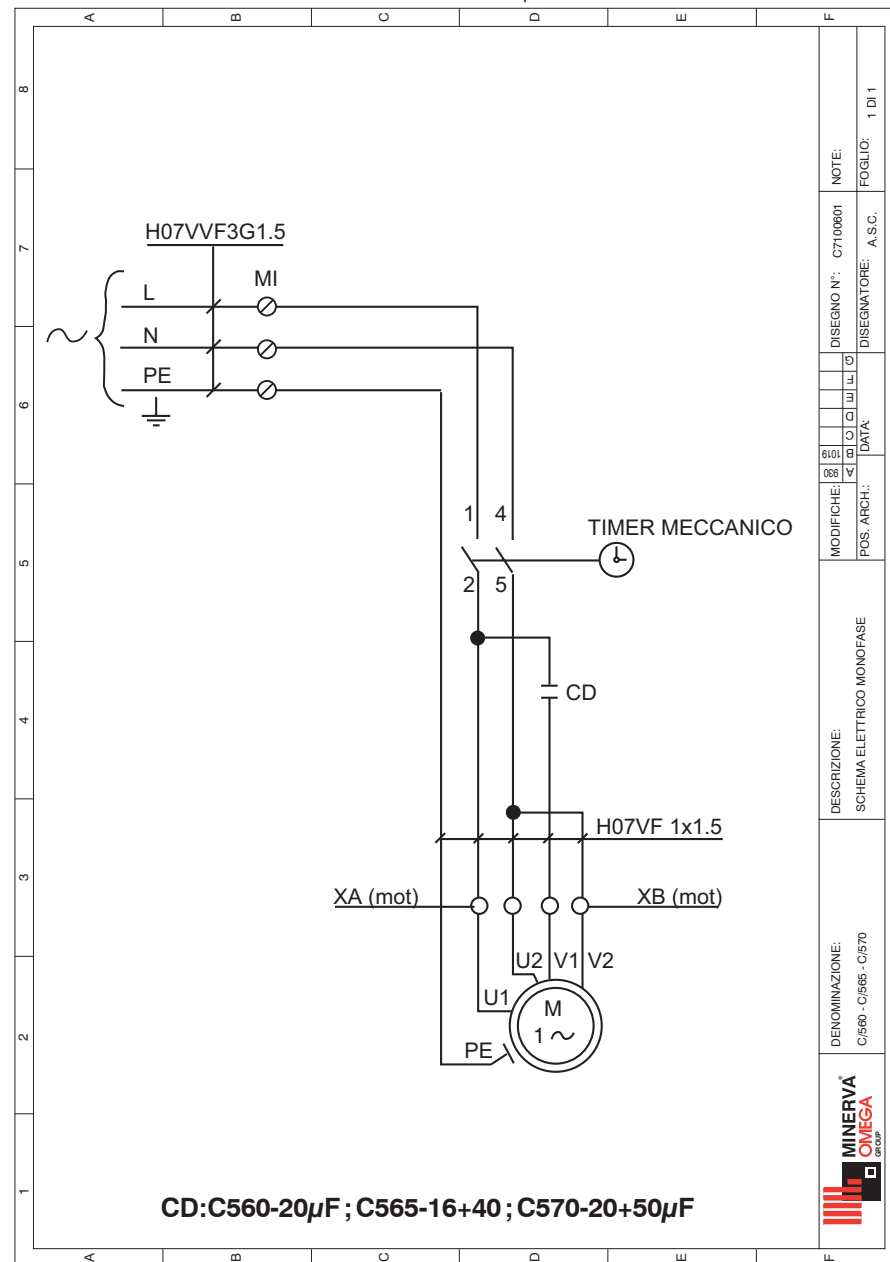 A B C D E F
8
7
6
5
4
3
2
1
H07VVF3G1.5
MI
L
N
PE
1 4
TIMER MECCANICO
2 5
CD
H07VF 1x1.5
XA (mot) XB (mot)
U2 V1 V2
U1
M
1
PE
CD:C560-20µF ; C565-16+40 ; C570-20+50µF
A B C D E F
MINERVA
OMEGA
GROUP
DENOMINAZIONE:
C/560 - C/565 - C/570
DESCRIZIONE:
SCHEMA ELETTRICO MONOFASE
MODIFICHE:
A 930
B 1019
C
D
E
F
G
POS. ARCH.:
DATA:
DISEGNO N°: C7100601
DISEGNATORE: A.S.C.
NOTE:
FOGLIO: 1 DI 1